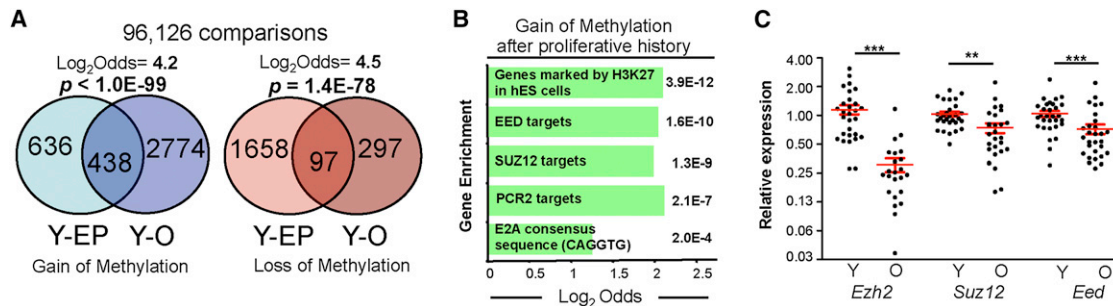 A
96,126 comparisons
Log2Odds= 4.2
p < 1.0E-99
Log2Odds= 4.5
p = 1.4E-78
636
438
2774
1658
97
297
Y-EP
Y-O
Y-EP
Y-O
Gain of Methylation
Loss of Methylation
B
Gain of Methylation
after proliferative history
Gene Enrichment
Genes marked by H3K27
in hES cells
3.9E-12
EED targets
1.6E-10
SUZ12 targets
1.3E-9
PCR2 targets
2.1E-7
E2A consensus
sequence (CAGGTG)
2.0E-4
0
0.5
1
1.5
2
2.5
Log2 Odds
C
Relative expression
4.00
2.00
1.00
0.50
0.25
0.13
0.06
0.03
***
**
***
Y
O
Y
O
Y
O
Ezh2
Suz12
Eed